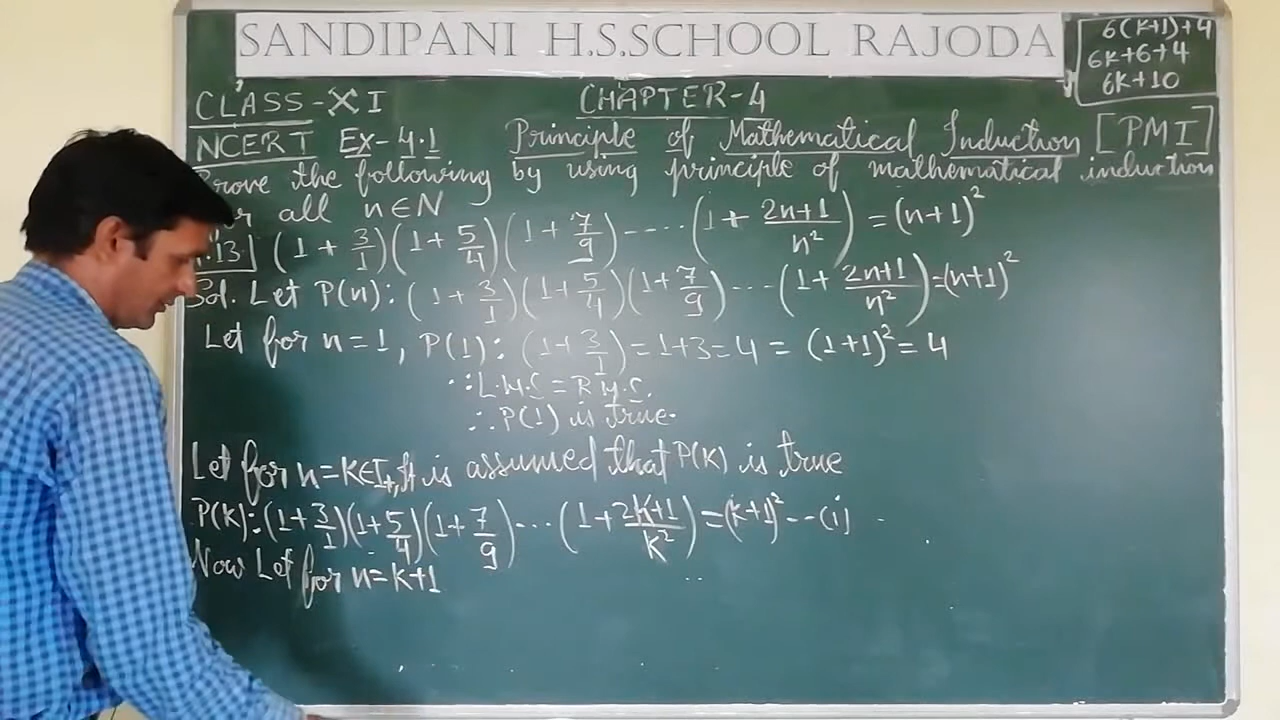 SANDIPANI H.S.SCHOOL RAJODA
6(K+1)+4
6K+6+4
6K+10
CLASS-XI CHAPTER-4
NCERT Ex-4.1 Principle of Mathematical Induction [PMI]
Prove the following by using principle of mathematical induction
all n∈N
.13. (1+3/1)(1+5/4)(1+7/9)-----(1+(2n+1)/n²)=(n+1)²
Sol. Let P(n):(1+3/1)(1+5/4)(1+7/9)---(1+(2n+1)/n²)=(n+1)²
Let for n=1, P(1):(1+3/1)=1+3=4=(1+1)²=4
∵L.H.S=R.H.S.
∴P(1) is true.
Let for n=K∈I+, It is assumed that P(K) is true
P(K):(1+3/1)(1+5/4)(1+7/9)---(1+(2K+1)/K²)=(K+1)²--(i)
Now Let for n=K+1